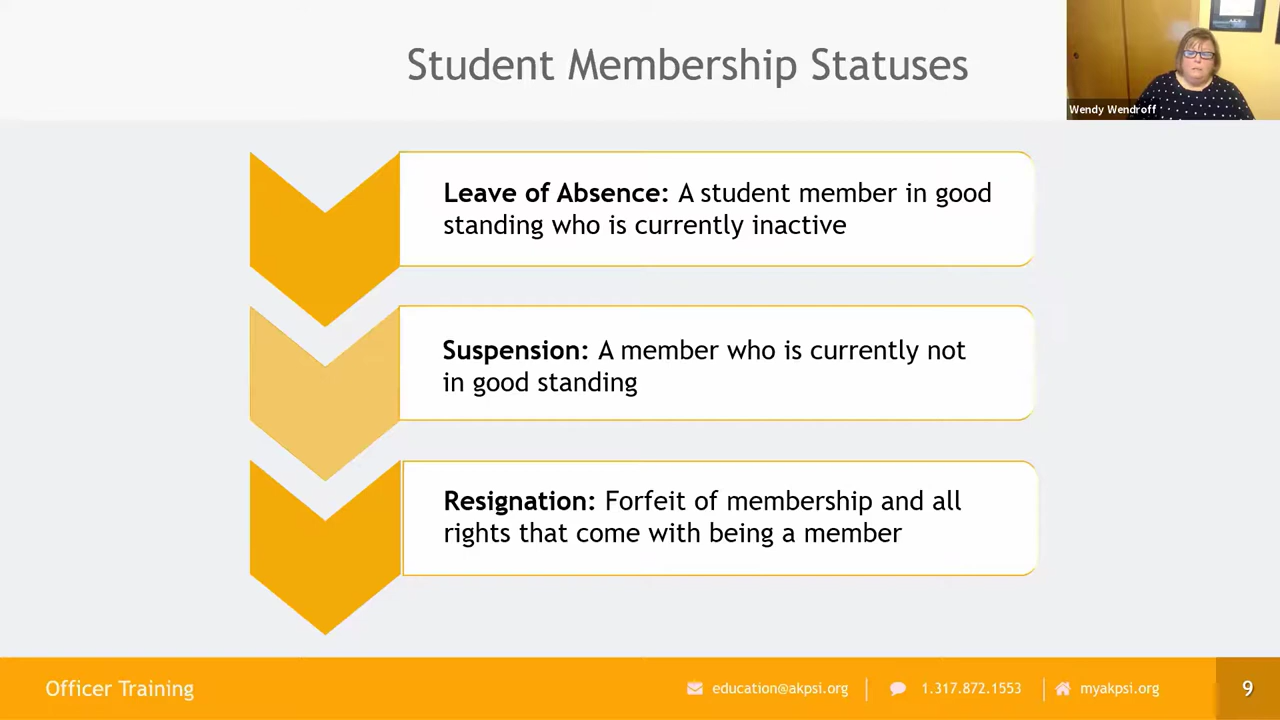 Student Membership Statuses
Wendy Wendroff
Leave of Absence: A student member in good
standing who is currently inactive
Suspension: A member who is currently not
in good standing
Resignation: Forfeit of membership and all
rights that come with being a member
Officer Training
education@akpsi.org
1.317.872.1553
myakpsi.org
9